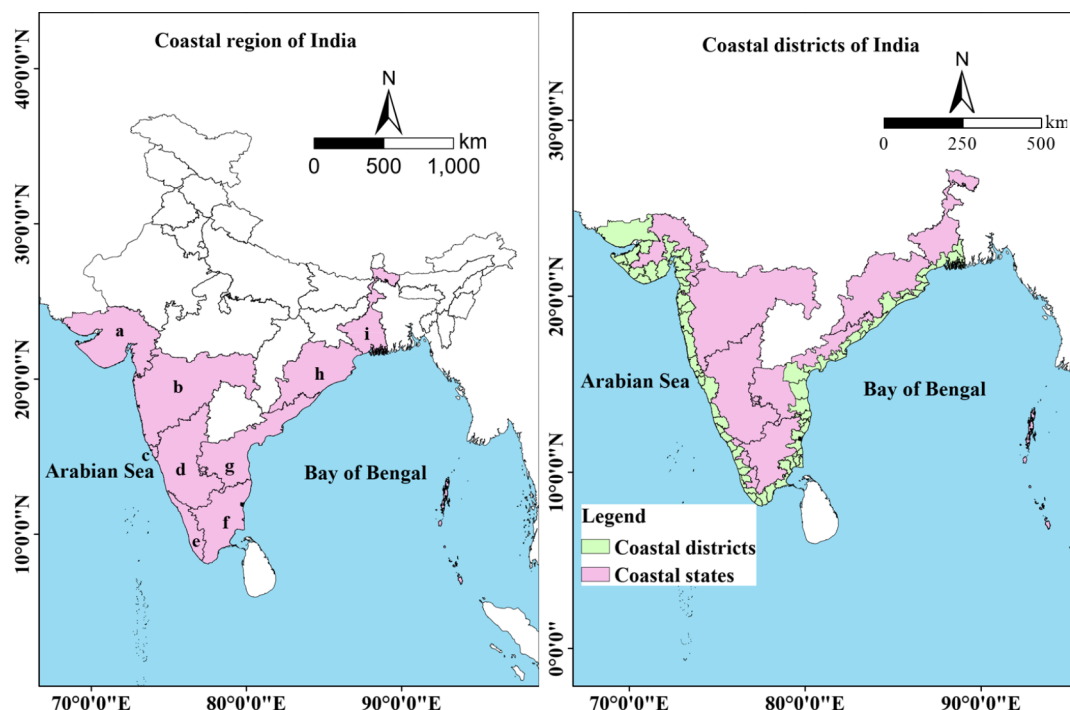 Coastal region of India
N
km
0 500 1,000
40°0'0"N
30°0'0"N
20°0'0"N
10°0'0"N
a
b
c
d
e
f
g
h
i
Arabian Sea
Bay of Bengal
70°0'0"E 80°0'0"E 90°0'0"E
Coastal districts of India
N
km
0 250 500
30°0'0"N
20°0'0"N
10°0'0"N
0°0'0"
Arabian Sea
Bay of Bengal
Legend
Coastal districts
Coastal states
70°0'0"E 80°0'0"E 90°0'0"E